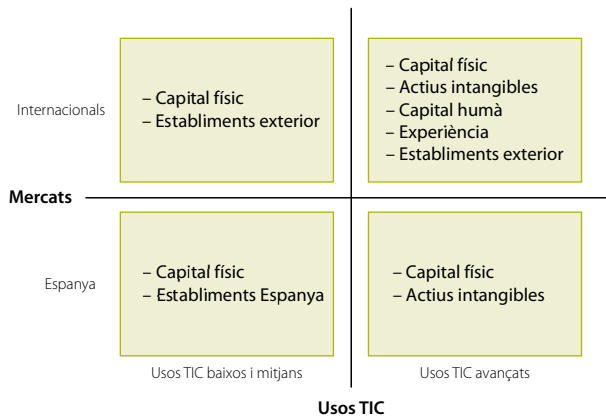 Internacionals
– Capital físic
– Establiments exterior
– Capital físic
– Actius intangibles
– Capital humà
– Experiència
– Establiments exterior
Mercats
Espanya
– Capital físic
– Establiments Espanya
– Capital físic
– Actius intangibles
Usos TIC baixos i mitjans
Usos TIC avançats
Usos TIC